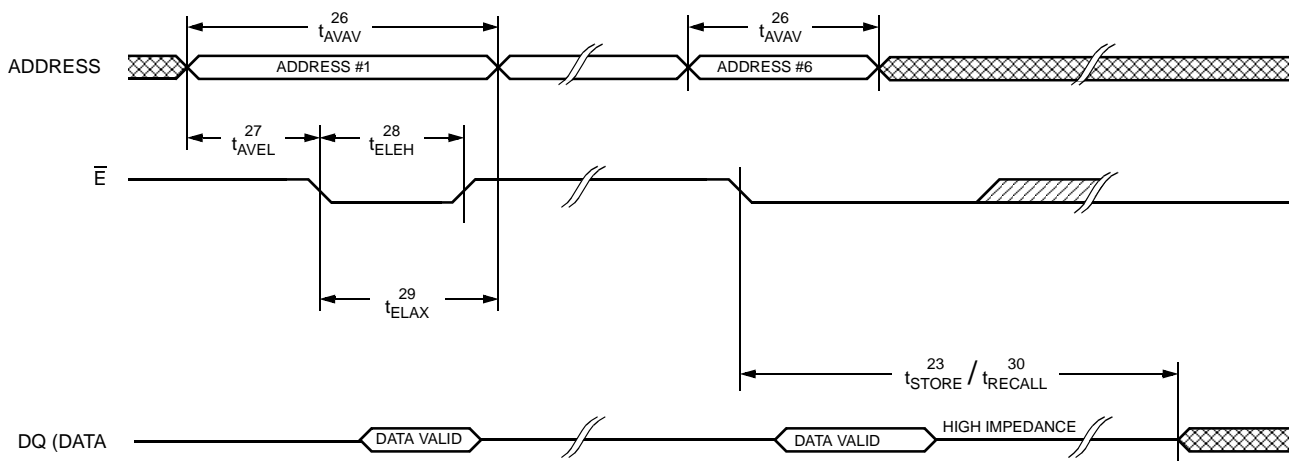 26 26
tAVAV tAVAV
ADDRESS ADDRESS #1 ADDRESS #6
27 28
tAVEL tELEH
E
29
tELAX
23 30
tSTORE / tRECALL
DQ (DATA DATA VALID DATA VALID HIGH IMPEDANCE